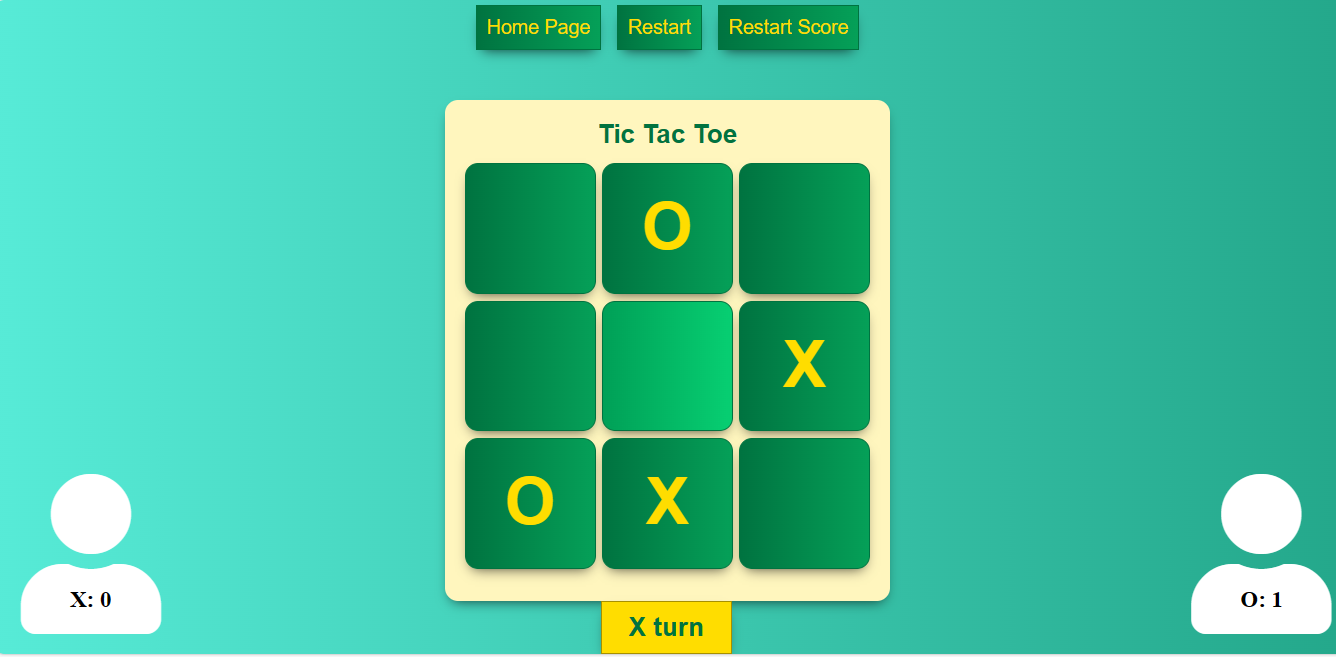 Home Page Restart Restart Score
Tic Tac Toe
O
X
O X
X: 0
O: 1
X turn